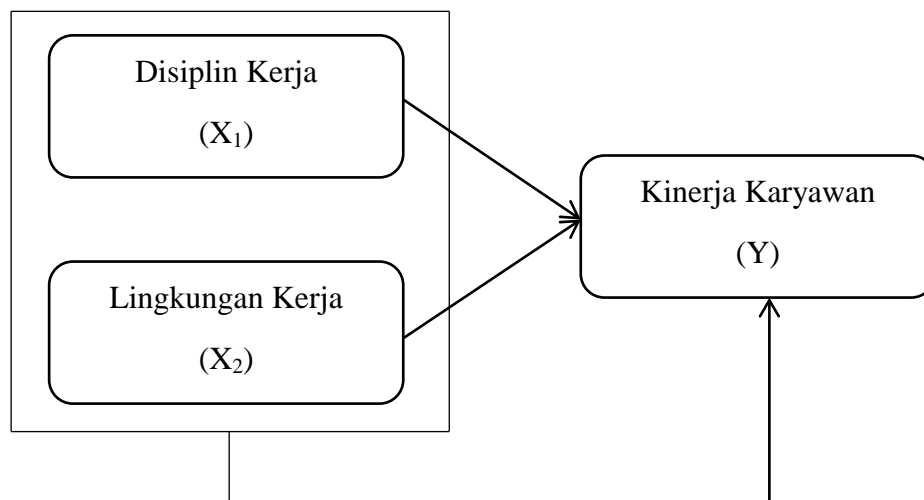 Disiplin Kerja
(X₁)
Kinerja Karyawan
(Y)
Lingkungan Kerja
(X₂)